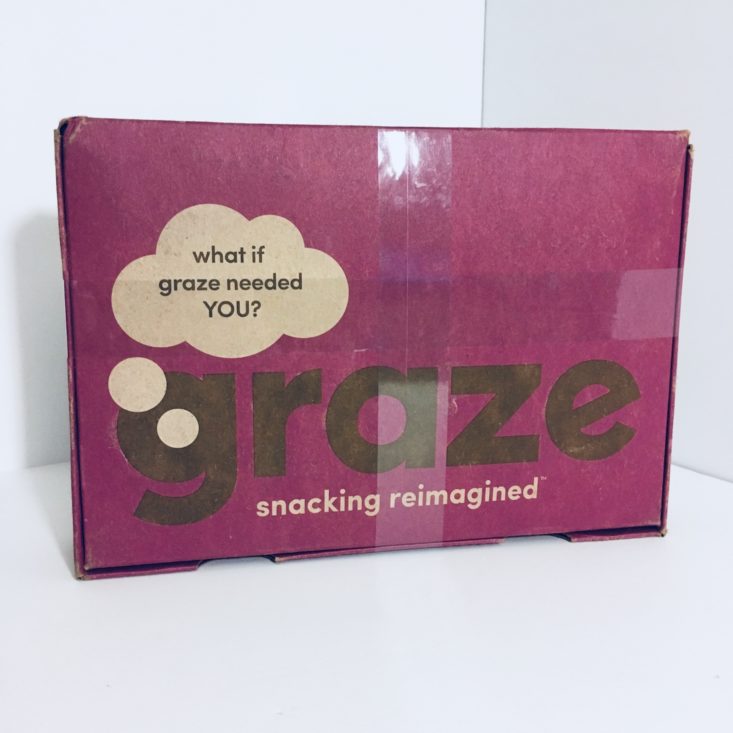 what if
graze needed
YOU?
graze
snacking reimagined™